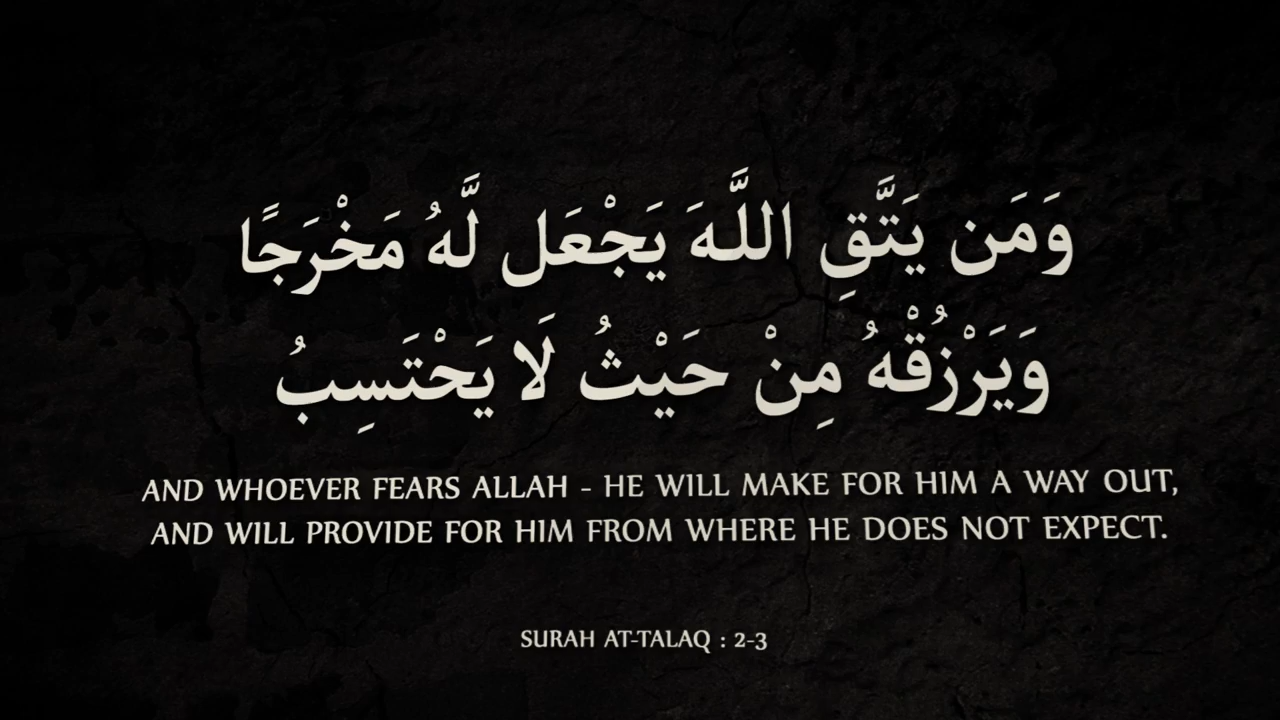 وَمَن يَتَّقِ اللَّهَ يَجْعَل لَّهُ مَخْرَجًا
وَيَرْزُقْهُ مِنْ حَيْثُ لَا يَحْتَسِبُ
AND WHOEVER FEARS ALLAH - HE WILL MAKE FOR HIM A WAY OUT,
AND WILL PROVIDE FOR HIM FROM WHERE HE DOES NOT EXPECT.
SURAH AT-TALAQ : 2-3